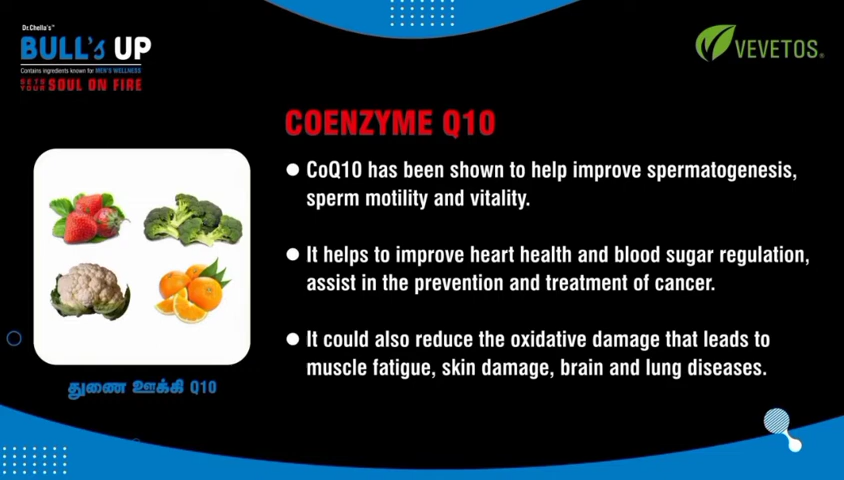 Dr.Chella's™
BULL's UP
Contains ingredients known for MEN'S WELLNESS
SETS YOUR SOUL ON FIRE
VEVETOS®
COENZYME Q10
CoQ10 has been shown to help improve spermatogenesis,
sperm motility and vitality.
It helps to improve heart health and blood sugar regulation,
assist in the prevention and treatment of cancer.
It could also reduce the oxidative damage that leads to
muscle fatigue, skin damage, brain and lung diseases.
துணை ஊக்கி Q10